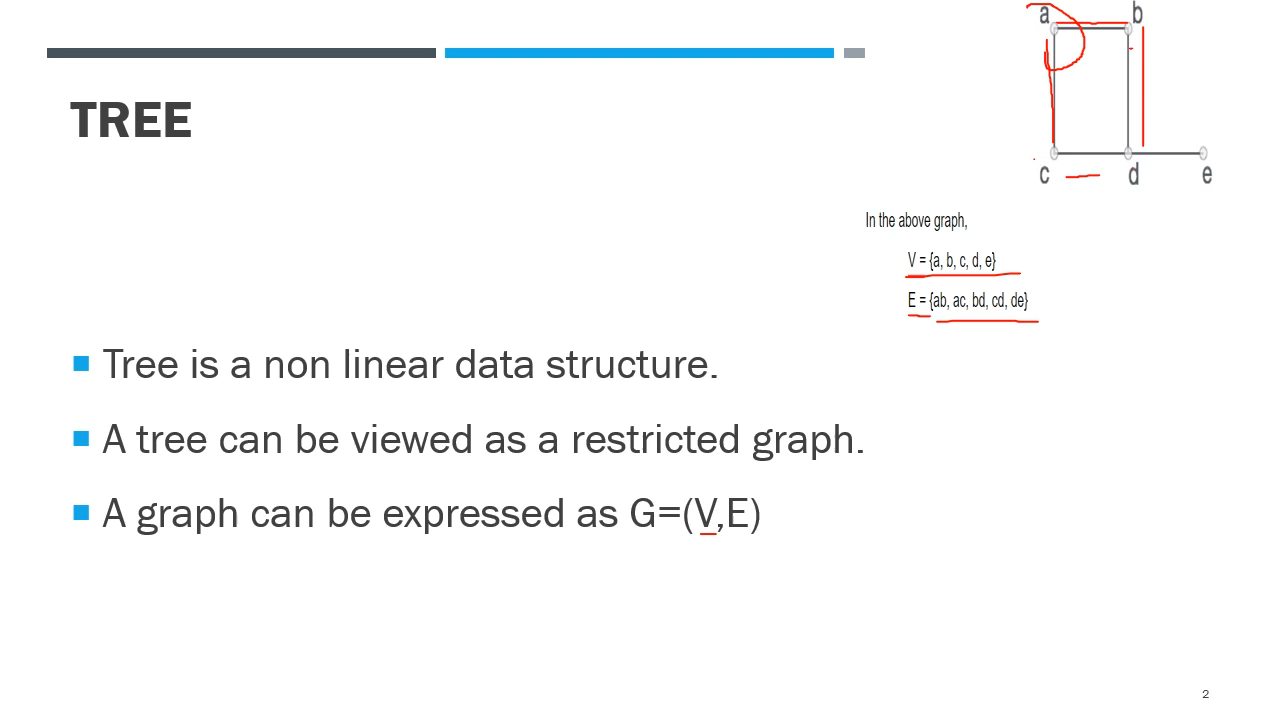 a b
TREE
c d e
In the above graph,
V = {a, b, c, d, e}
E = {ab, ac, bd, cd, de}
Tree is a non linear data structure.
A tree can be viewed as a restricted graph.
A graph can be expressed as G=(V,E)
2